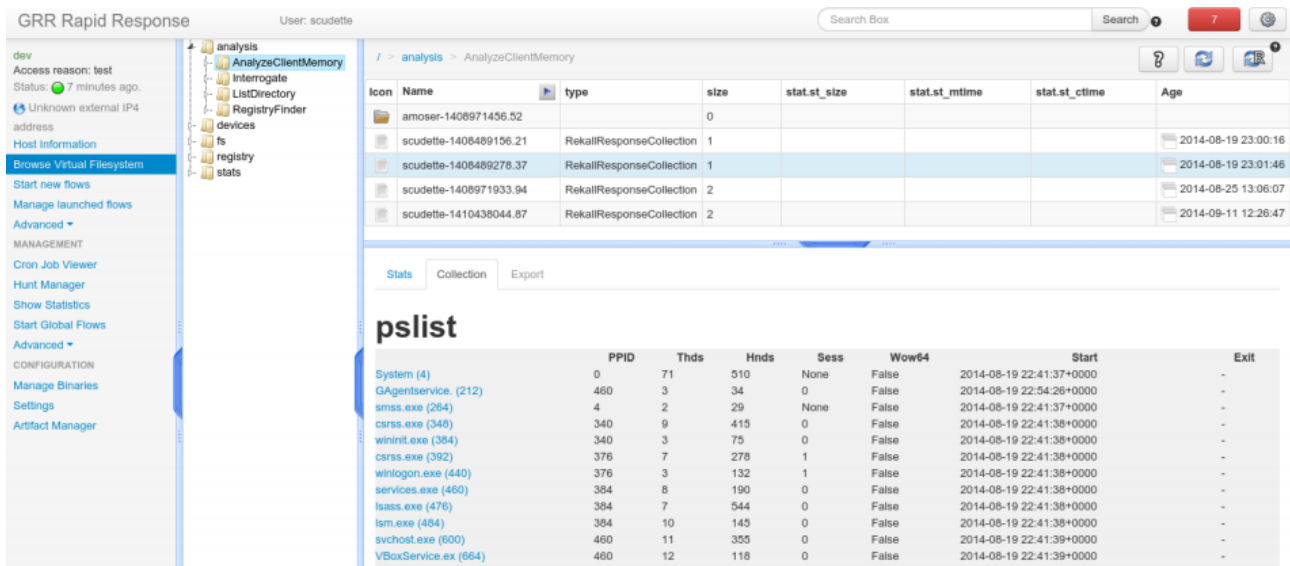 GRR Rapid Response
User: scudette
Search Box
Search
7
dev
Access reason: test
Status: 7 minutes ago.
Unknown external IP4
address
Host Information
Browse Virtual Filesystem
Start new flows
Manage launched flows
Advanced
MANAGEMENT
Cron Job Viewer
Hunt Manager
Show Statistics
Start Global Flows
Advanced
CONFIGURATION
Manage Binaries
Settings
Artifact Manager
analysis
AnalyzeClientMemory
Interrogate
ListDirectory
RegistryFinder
devices
fs
registry
stats
/ > analysis > AnalyzeClientMemory
?
R
Icon Name type size stat.st_size stat.st_mtime stat.st_ctime Age
amoser-1408971456.52 0
scudette-1408489156.21 RekallResponseCollection 1 2014-08-19 23:00:16
scudette-1408489278.37 RekallResponseCollection 1 2014-08-19 23:01:46
scudette-1408971933.94 RekallResponseCollection 2 2014-08-25 13:06:07
scudette-1410438044.87 RekallResponseCollection 2 2014-09-11 12:26:47
Stats Collection Export
pslist
PPID Thds Hnds Sess Wow64 Start Exit
System (4) 0 71 510 None False 2014-08-19 22:41:37+0000 -
GAgentservice. (212) 460 3 34 0 False 2014-08-19 22:54:26+0000 -
smss.exe (264) 4 2 29 None False 2014-08-19 22:41:37+0000 -
csrss.exe (348) 340 9 415 0 False 2014-08-19 22:41:38+0000 -
wininit.exe (384) 340 3 75 0 False 2014-08-19 22:41:38+0000 -
csrss.exe (392) 376 7 278 1 False 2014-08-19 22:41:38+0000 -
winlogon.exe (440) 376 3 132 1 False 2014-08-19 22:41:38+0000 -
services.exe (460) 384 8 190 0 False 2014-08-19 22:41:38+0000 -
lsass.exe (476) 384 7 544 0 False 2014-08-19 22:41:38+0000 -
lsm.exe (484) 384 10 145 0 False 2014-08-19 22:41:38+0000 -
svchost.exe (600) 460 11 355 0 False 2014-08-19 22:41:39+0000 -
VBoxService.ex (664) 460 12 118 0 False 2014-08-19 22:41:39+0000 -